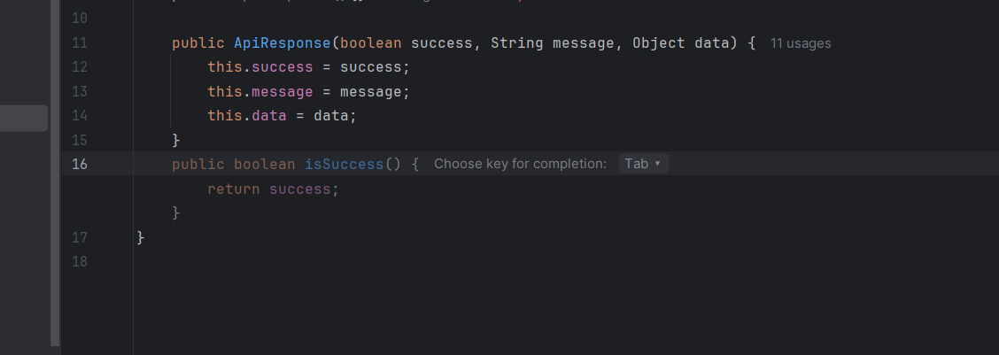 10
11 public ApiResponse(boolean success, String message, Object data) { 11 usages
12 this.success = success;
13 this.message = message;
14 this.data = data;
15 }
16 public boolean isSuccess() { Choose key for completion: Tab
return success;
}
17 }
18